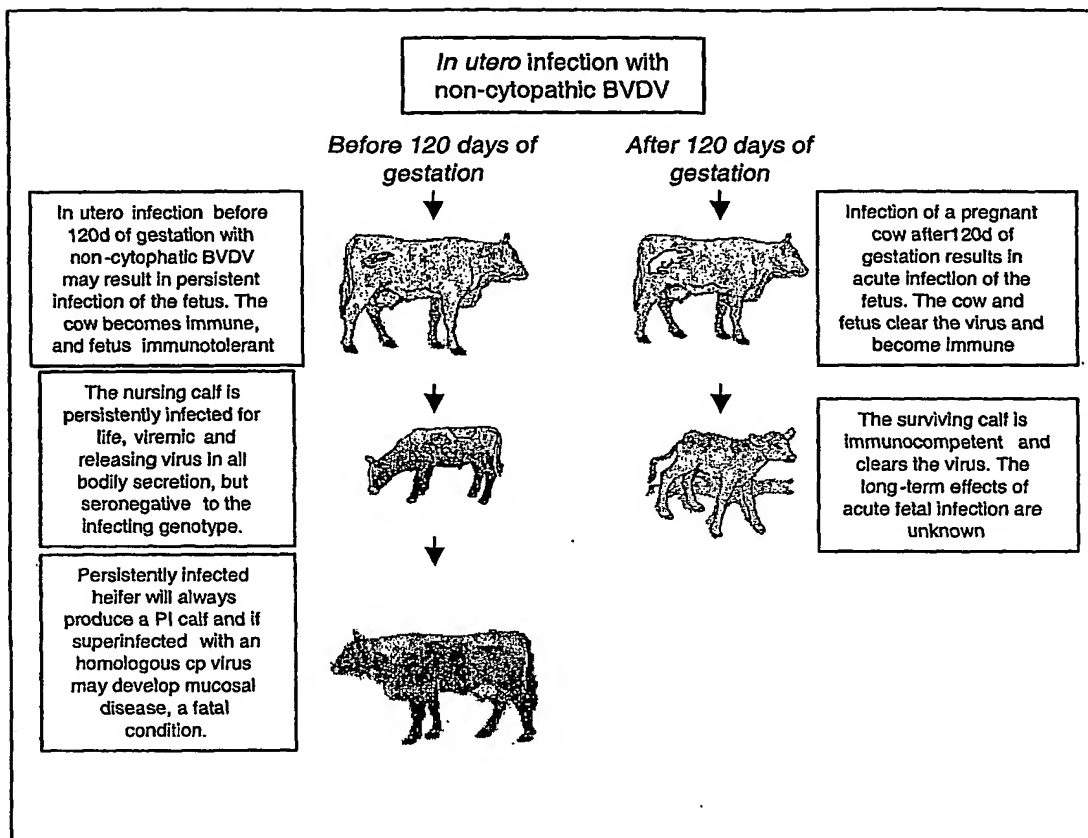 In utero infection with
non-cytopathic BVDV
Before 120 days of
gestation
After 120 days of
gestation
In utero infection before
120d of gestation with
non-cytophatic BVDV
may result in persistent
infection of the fetus. The
cow becomes immune,
and fetus immunotolerant
Infection of a pregnant
cow after120d of
gestation results in
acute infection of the
fetus. The cow and
fetus clear the virus and
become immune
The nursing calf is
persistently infected for
life, viremic and
releasing virus in all
bodily secretion, but
seronegative to the
infecting genotype.
The surviving calf is
immunocompetent and
clears the virus. The
long-term effects of
acute fetal infection are
unknown
Persistently infected
heifer will always
produce a PI calf and if
superinfected with an
homologous cp virus
may develop mucosal
disease, a fatal
condition.